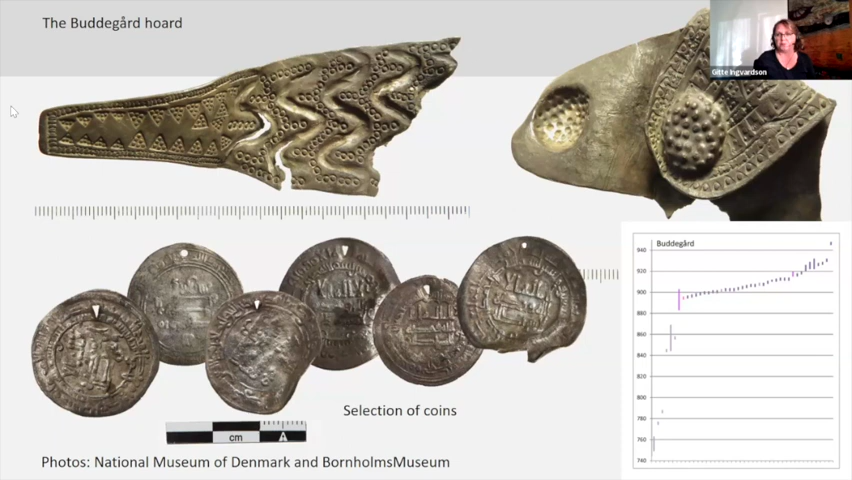 The Buddegård hoard
Gitte Ingvardson
Buddegård
940
920
900
880
860
840
820
800
780
760
740
cm
Selection of coins
Photos: National Museum of Denmark and BornholmsMuseum